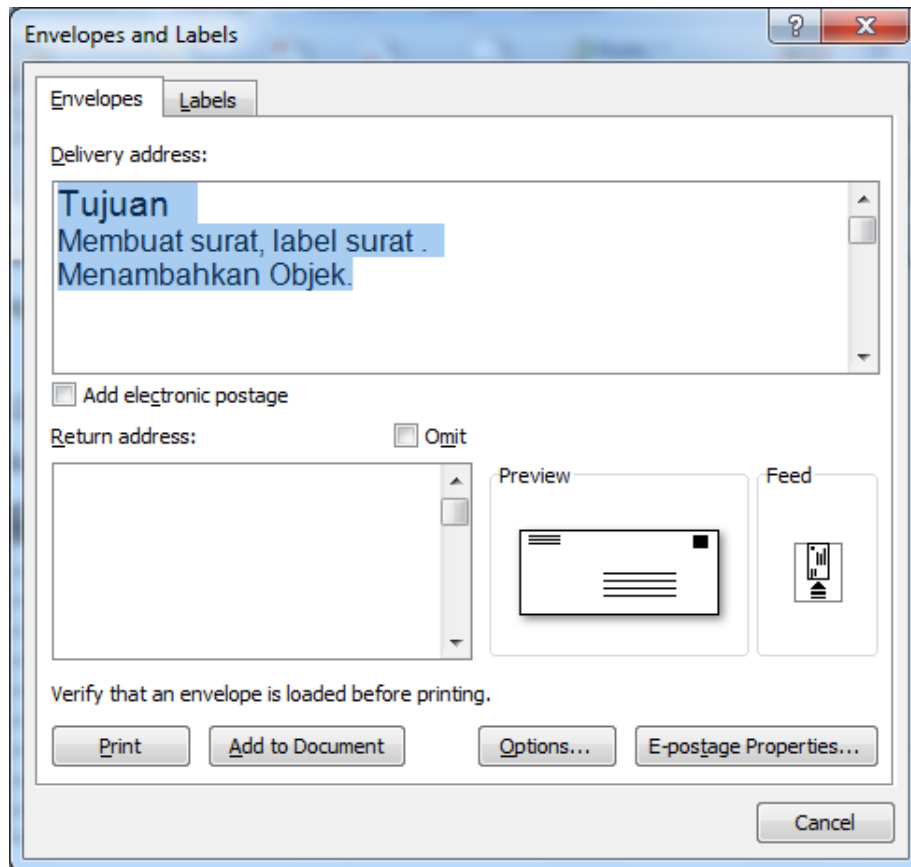 Envelopes and Labels
Envelopes Labels
Delivery address:
Tujuan
Membuat surat, label surat .
Menambahkan Objek.
Add electronic postage
Return address: Omit
Preview Feed
Verify that an envelope is loaded before printing.
Print Add to Document Options... E-postage Properties...
Cancel